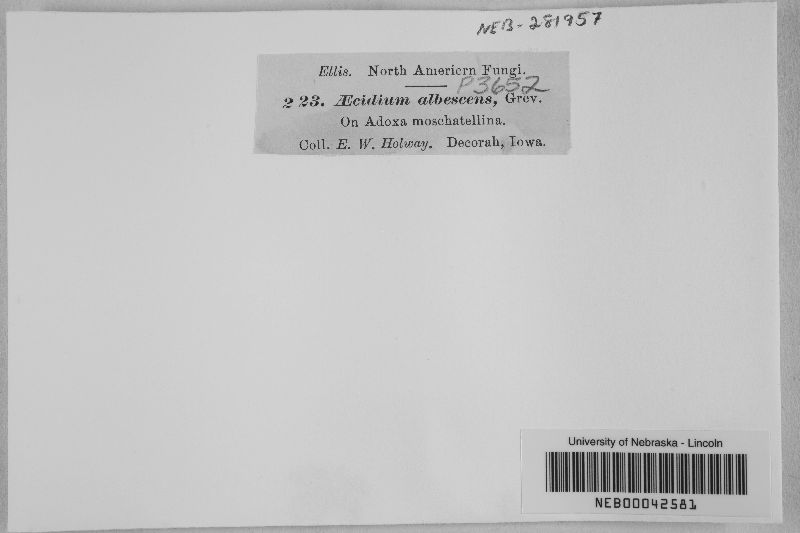 NEB-281957
Ellis. North Americrn Fungi.
P3652
223. Æcidium albescens, Grev.
On Adoxa moschatellina.
Coll. E. W. Holway. Decorah, Iowa.
University of Nebraska - Lincoln
NEB00042581